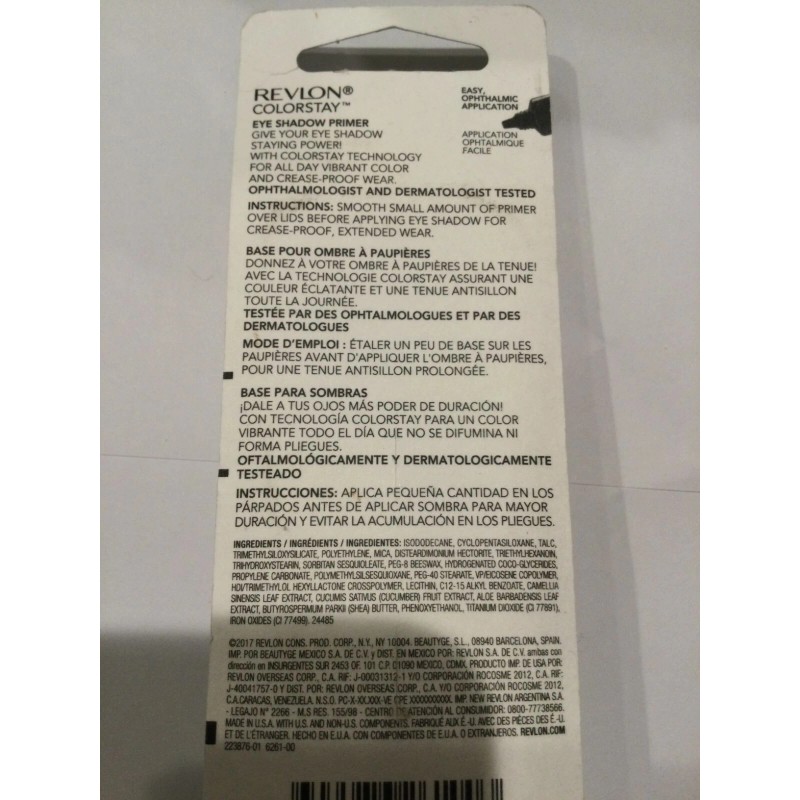 REVLON®
COLORSTAY™
EASY,
OPHTHALMIC
APPLICATION
APPLICATION
OPHTALMIQUE
FACILE
EYE SHADOW PRIMER
GIVE YOUR EYE SHADOW
STAYING POWER!
WITH COLORSTAY TECHNOLOGY
FOR ALL DAY VIBRANT COLOR
AND CREASE-PROOF WEAR.
OPHTHALMOLOGIST AND DERMATOLOGIST TESTED
INSTRUCTIONS: SMOOTH SMALL AMOUNT OF PRIMER
OVER LIDS BEFORE APPLYING EYE SHADOW FOR
CREASE-PROOF, EXTENDED WEAR.
BASE POUR OMBRE À PAUPIÈRES
DONNEZ À VOTRE OMBRE À PAUPIÈRES DE LA TENUE!
AVEC LA TECHNOLOGIE COLORSTAY ASSURANT UNE
COULEUR ÉCLATANTE ET UNE TENUE ANTISILLON
TOUTE LA JOURNÉE.
TESTÉE PAR DES OPHTALMOLOGUES ET PAR DES
DERMATOLOGUES
MODE D'EMPLOI : ÉTALER UN PEU DE BASE SUR LES
PAUPIÈRES AVANT D'APPLIQUER L'OMBRE À PAUPIÈRES,
POUR UNE TENUE ANTISILLON PROLONGÉE.
BASE PARA SOMBRAS
¡DALE A TUS OJOS MÁS PODER DE DURACIÓN!
CON TECNOLOGÍA COLORSTAY PARA UN COLOR
VIBRANTE TODO EL DÍA QUE NO SE DIFUMINA NI
FORMA PLIEGUES.
OFTALMOLÓGICAMENTE Y DERMATOLOGICAMENTE
TESTEADO
INSTRUCCIONES: APLICA PEQUEÑA CANTIDAD EN LOS
PÁRPADOS ANTES DE APLICAR SOMBRA PARA MAYOR
DURACIÓN Y EVITAR LA ACUMULACIÓN EN LOS PLIEGUES.
INGREDIENTS / INGRÉDIENTS / INGREDIENTES: ISODODECANE, CYCLOPENTASILOXANE, TALC,
TRIMETHYLSILOXYSILICATE, POLYETHYLENE, MICA, DISTEARDIMONIUM HECTORITE, TRIETHYLHEXANOIN,
TRIHYDROXYSTEARIN, SORBITAN SESQUIOLEATE, PEG-8 BEESWAX, HYDROGENATED COCO-GLYCERIDES,
PROPYLENE CARBONATE, POLYMETHYLSILSESQUIOXANE, PEG-40 STEARATE, VP/EICOSENE COPOLYMER,
HDI/TRIMETHYLOL HEXYLLACTONE CROSSPOLYMER, LECITHIN, C12-15 ALKYL BENZOATE, CAMELLIA
SINENSIS LEAF EXTRACT, CUCUMIS SATIVUS (CUCUMBER) FRUIT EXTRACT, ALOE BARBADENSIS LEAF
EXTRACT, BUTYROSPERMUM PARKII (SHEA) BUTTER, PHENOXYETHANOL, TITANIUM DIOXIDE (CI 77891),
IRON OXIDES (CI 77499). 24485
©2017 REVLON CONS. PROD. CORP., N.Y., NY 10004. BEAUTYGE, S.L., 08940 BARCELONA, SPAIN.
IMP. POR BEAUTYGE MEXICO S.A. DE C.V y DIST. EN MEXICO POR: REVLON S.A. DE C.V. ambas con
dirección en INSURGENTES SUR 2453 OF. 101 C.P. 01090 MEXICO, CDMX. PRODUCTO IMP. DE USA POR:
REVLON OVERSEAS CORP., C.A. RIF: J-00031312-1 Y/O CORPORACIÓN ROCOSME 2012, C.A. RIF:
J-40041757-0 Y DIST. POR: REVLON OVERSEAS CORP., C.A. Y/O CORPORACIÓN ROCOSME 2012,
C.A. CARACAS, VENEZUELA. N.S.O. PC-X-XX.XXX-VE CPE XXXXXXXXXX. IMP. NEW REVLON ARGENTINA S.A.
- LEGAJO N° 2266 - M.S RES. 155/98 - CENTRO DE ATENCIÓN AL CONSUMIDOR: 0800-77738566.
MADE IN U.S.A. WITH U.S. AND NON-U.S. COMPONENTS. FABRIQUÉ AUX É.-U. AVEC DES PIÈCES DES É.-U.
ET DE L'ÉTRANGER. HECHO EN E.U.A. CON COMPONENTES DE E.U.A. O EXTRANJEROS. REVLON.COM
223876-01 6261-00